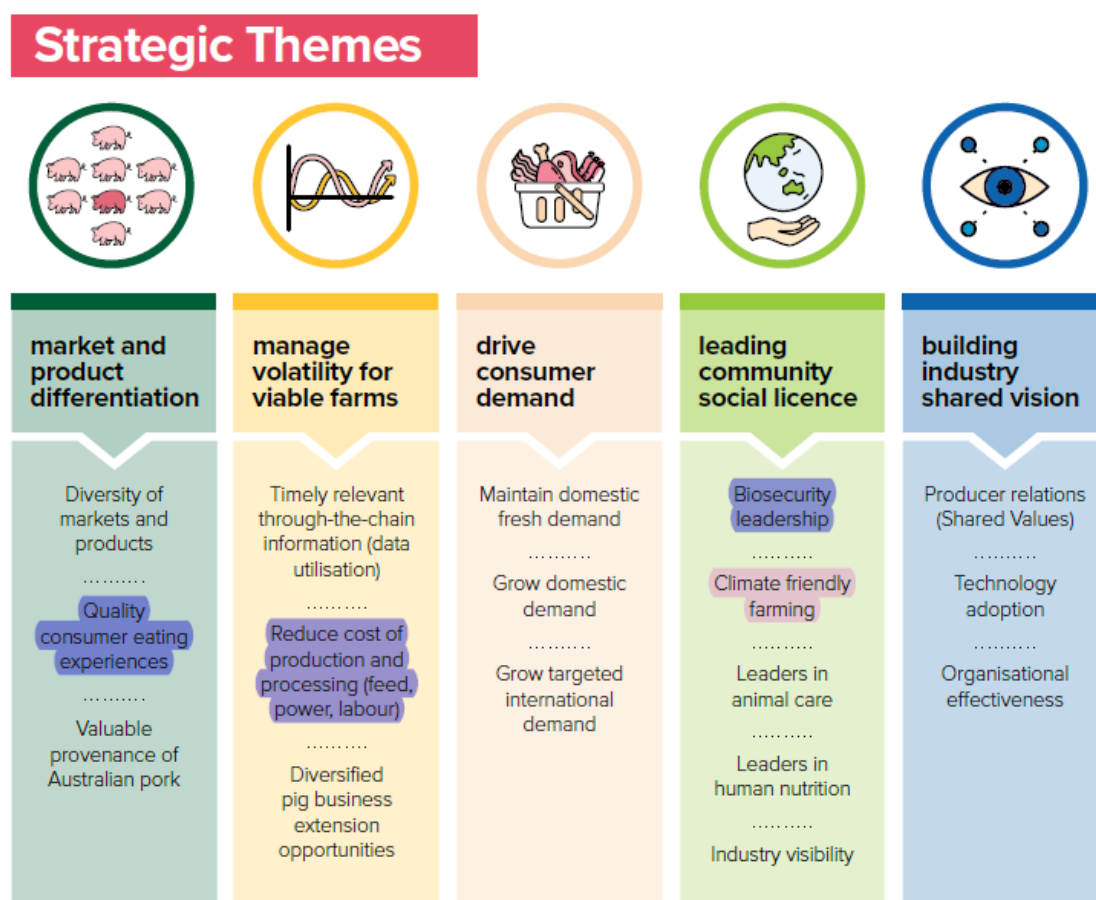 Strategic Themes
market and
product
differentiation
Diversity of
markets and
products
..........
Quality
consumer eating
experiences
..........
Valuable
provenance of
Australian pork
manage
volatility for
viable farms
Timely relevant
through-the-chain
information (data
utilisation)
..........
Reduce cost of
production and
processing (feed,
power, labour)
..........
Diversified
pig business
extension
opportunities
drive
consumer
demand
Maintain domestic
fresh demand
..........
Grow domestic
demand
..........
Grow targeted
international
demand
leading
community
social licence
Biosecurity
leadership
..........
Climate friendly
farming
..........
Leaders in
animal care
..........
Leaders in
human nutrition
..........
Industry visibility
building
industry
shared vision
Producer relations
(Shared Values)
..........
Technology
adoption
..........
Organisational
effectiveness